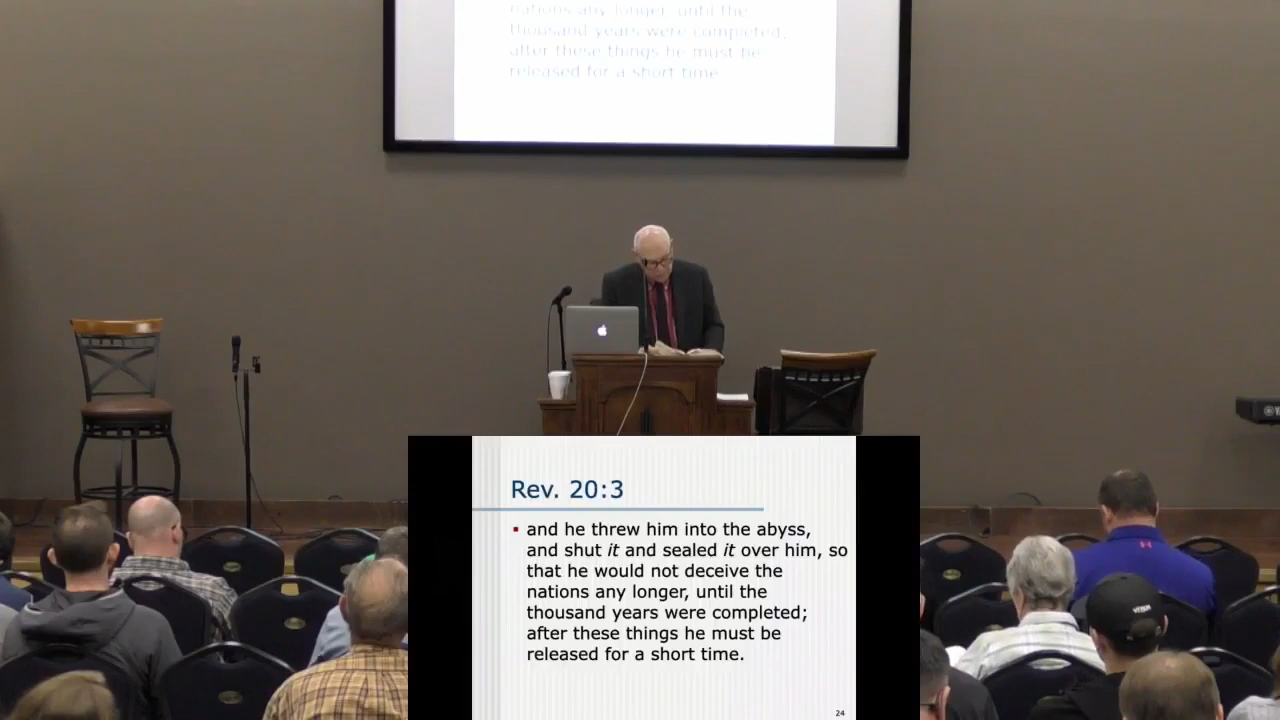 nations any longer, until the
thousand years were completed;
after these things he must be
released for a short time.
Rev. 20:3
and he threw him into the abyss,
and shut it and sealed it over him, so
that he would not deceive the
nations any longer, until the
thousand years were completed;
after these things he must be
released for a short time.
24